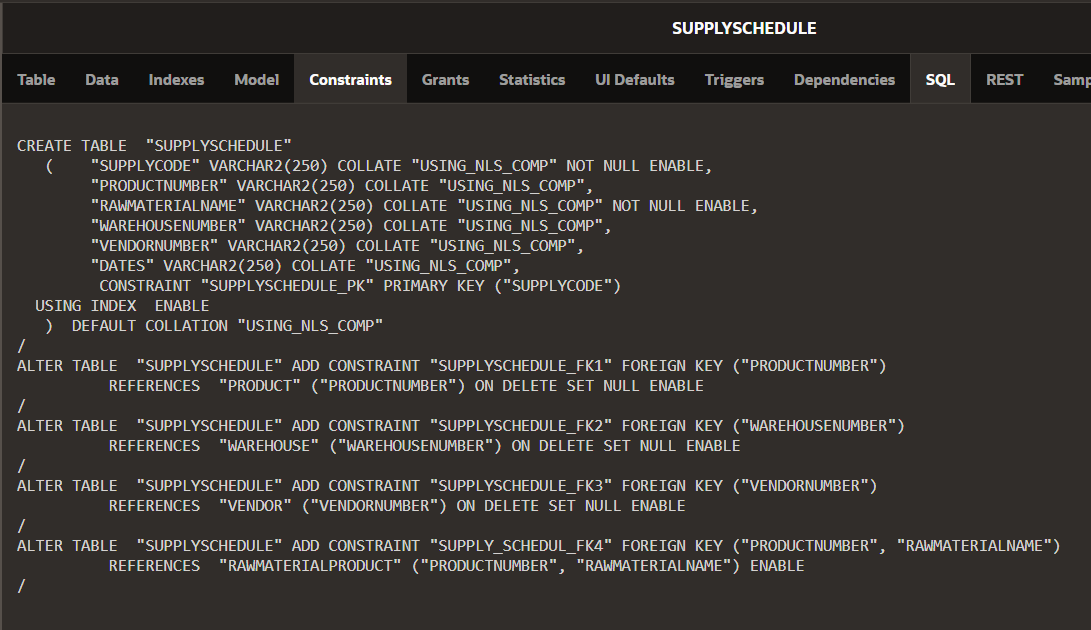 SUPPLYSCHEDULE
Table Data Indexes Model Constraints Grants Statistics UI Defaults Triggers Dependencies SQL REST Samp
CREATE TABLE "SUPPLYSCHEDULE"
( "SUPPLYCODE" VARCHAR2(250) COLLATE "USING_NLS_COMP" NOT NULL ENABLE,
"PRODUCTNUMBER" VARCHAR2(250) COLLATE "USING_NLS_COMP",
"RAWMATERIALNAME" VARCHAR2(250) COLLATE "USING_NLS_COMP" NOT NULL ENABLE,
"WAREHOUSENUMBER" VARCHAR2(250) COLLATE "USING_NLS_COMP",
"VENDORNUMBER" VARCHAR2(250) COLLATE "USING_NLS_COMP",
"DATES" VARCHAR2(250) COLLATE "USING_NLS_COMP",
CONSTRAINT "SUPPLYSCHEDULE_PK" PRIMARY KEY ("SUPPLYCODE")
USING INDEX ENABLE
) DEFAULT COLLATION "USING_NLS_COMP"
/
ALTER TABLE "SUPPLYSCHEDULE" ADD CONSTRAINT "SUPPLYSCHEDULE_FK1" FOREIGN KEY ("PRODUCTNUMBER")
REFERENCES "PRODUCT" ("PRODUCTNUMBER") ON DELETE SET NULL ENABLE
/
ALTER TABLE "SUPPLYSCHEDULE" ADD CONSTRAINT "SUPPLYSCHEDULE_FK2" FOREIGN KEY ("WAREHOUSENUMBER")
REFERENCES "WAREHOUSE" ("WAREHOUSENUMBER") ON DELETE SET NULL ENABLE
/
ALTER TABLE "SUPPLYSCHEDULE" ADD CONSTRAINT "SUPPLYSCHEDULE_FK3" FOREIGN KEY ("VENDORNUMBER")
REFERENCES "VENDOR" ("VENDORNUMBER") ON DELETE SET NULL ENABLE
/
ALTER TABLE "SUPPLYSCHEDULE" ADD CONSTRAINT "SUPPLY_SCHEDUL_FK4" FOREIGN KEY ("PRODUCTNUMBER", "RAWMATERIALNAME")
REFERENCES "RAWMATERIALPRODUCT" ("PRODUCTNUMBER", "RAWMATERIALNAME") ENABLE
/